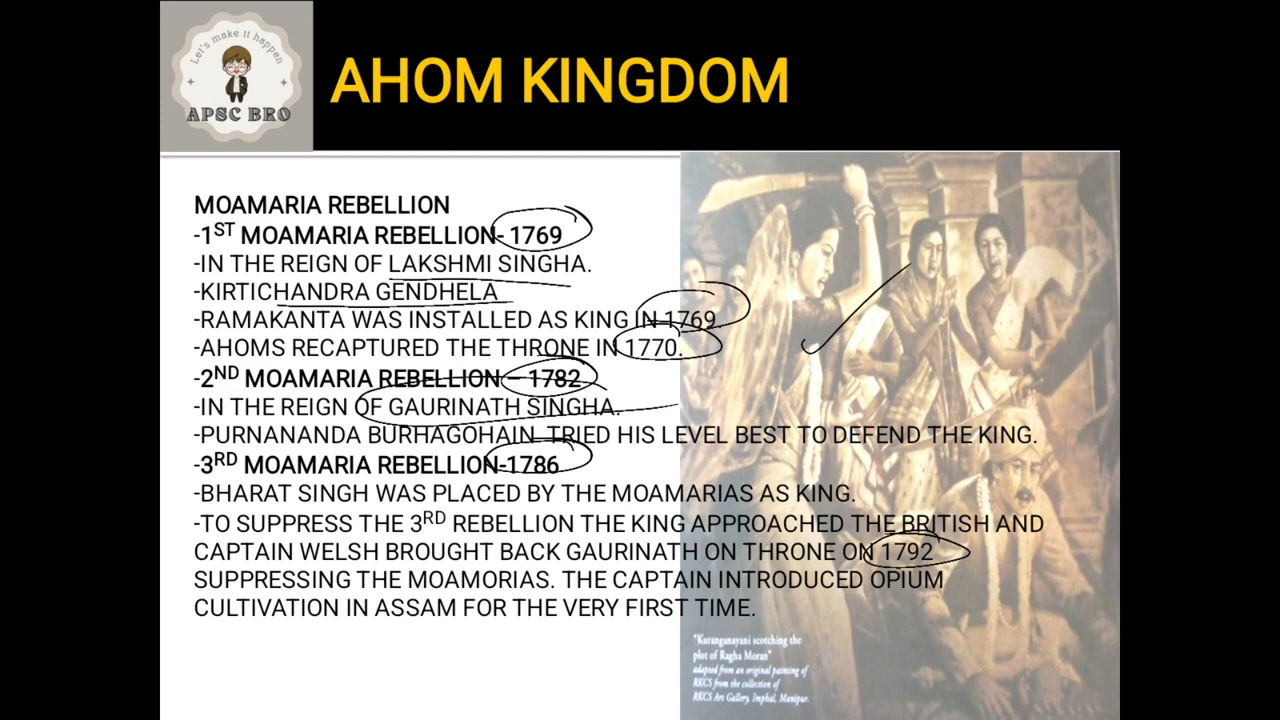 Let's make it happen
APSC BRO
AHOM KINGDOM
MOAMARIA REBELLION
-1ST MOAMARIA REBELLION- 1769
-IN THE REIGN OF LAKSHMI SINGHA.
-KIRTICHANDRA GENDHELA
-RAMAKANTA WAS INSTALLED AS KING IN 1769.
-AHOMS RECAPTURED THE THRONE IN 1770.
-2ND MOAMARIA REBELLION – 1782
-IN THE REIGN OF GAURINATH SINGHA.
-PURNANANDA BURHAGOHAIN TRIED HIS LEVEL BEST TO DEFEND THE KING.
-3RD MOAMARIA REBELLION-1786
-BHARAT SINGH WAS PLACED BY THE MOAMARIAS AS KING.
-TO SUPPRESS THE 3RD REBELLION THE KING APPROACHED THE BRITISH AND
CAPTAIN WELSH BROUGHT BACK GAURINATH ON THRONE ON 1792
SUPPRESSING THE MOAMORIAS. THE CAPTAIN INTRODUCED OPIUM
CULTIVATION IN ASSAM FOR THE VERY FIRST TIME.
"Kuranganayani scotching the
plot of Ragha Moran"
adapted from an original painting of
RKCS from the collection of
RKCS Art Gallery, Imphal, Manipur.